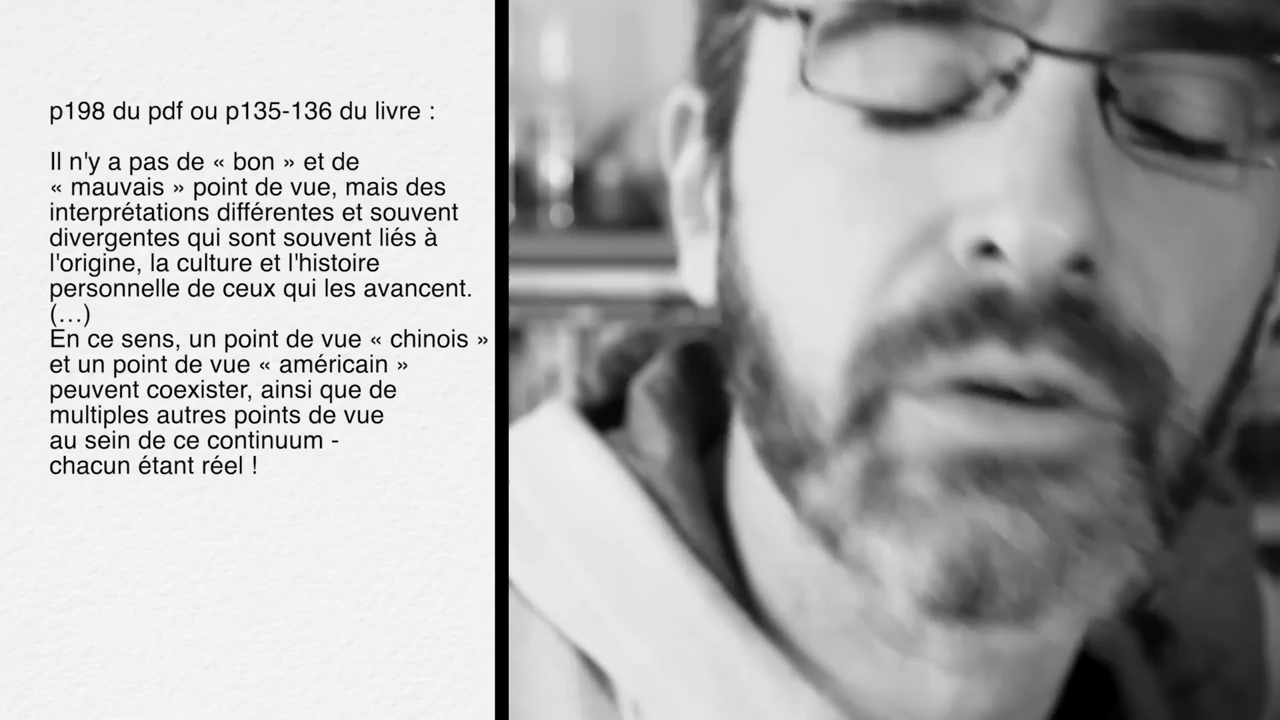 p198 du pdf ou p135-136 du livre :
Il n'y a pas de « bon » et de
« mauvais » point de vue, mais des
interprétations différentes et souvent
divergentes qui sont souvent liés à
l'origine, la culture et l'histoire
personnelle de ceux qui les avancent.
(…)
En ce sens, un point de vue « chinois »
et un point de vue « américain »
peuvent coexister, ainsi que de
multiples autres points de vue
au sein de ce continuum -
chacun étant réel !